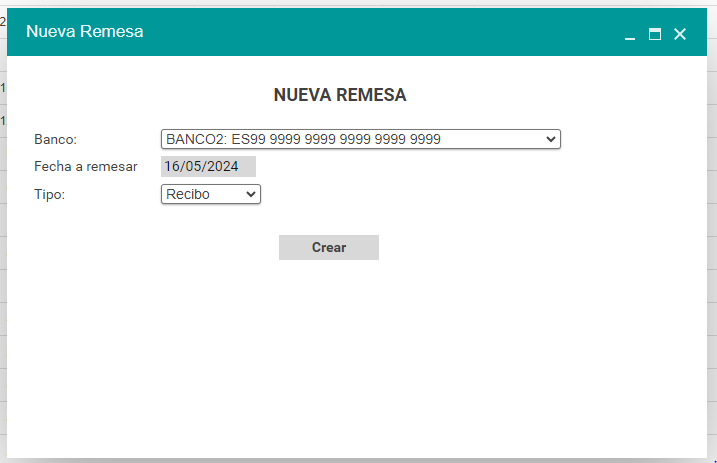 Nueva Remesa
NUEVA REMESA
Banco: BANCO2: ES99 9999 9999 9999 9999 9999
Fecha a remesar 16/05/2024
Tipo: Recibo
Crear